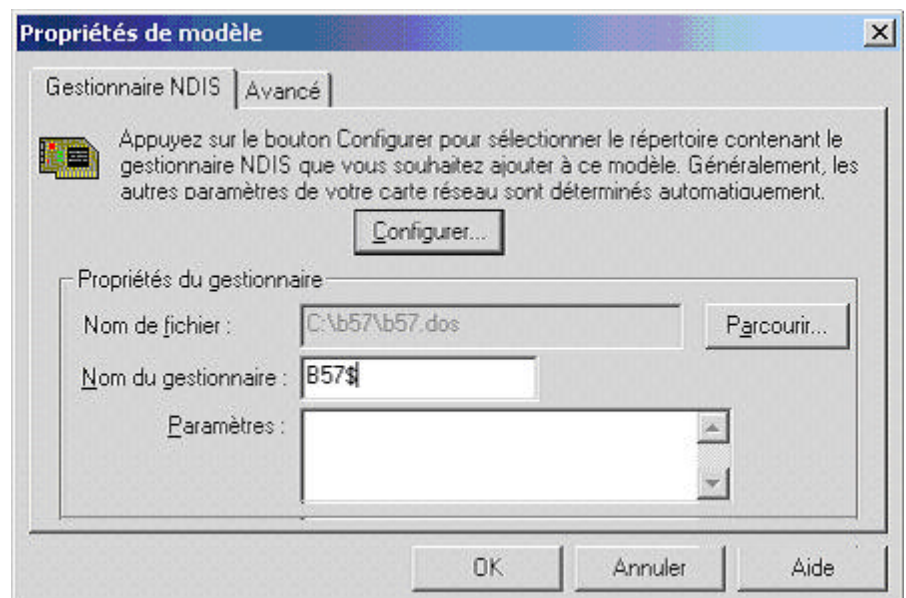 Propriétés de modèle
Gestionnaire NDIS Avancé
Appuyez sur le bouton Configurer pour sélectionner le répertoire contenant le
gestionnaire NDIS que vous souhaitez ajouter à ce modèle. Généralement, les
autres paramètres de votre carte réseau sont déterminés automatiquement.
Configurer...
Propriétés du gestionnaire
Nom de fichier : C:\b57\b57.dos Parcourir...
Nom du gestionnaire : B57$
Paramètres :
OK Annuler Aide